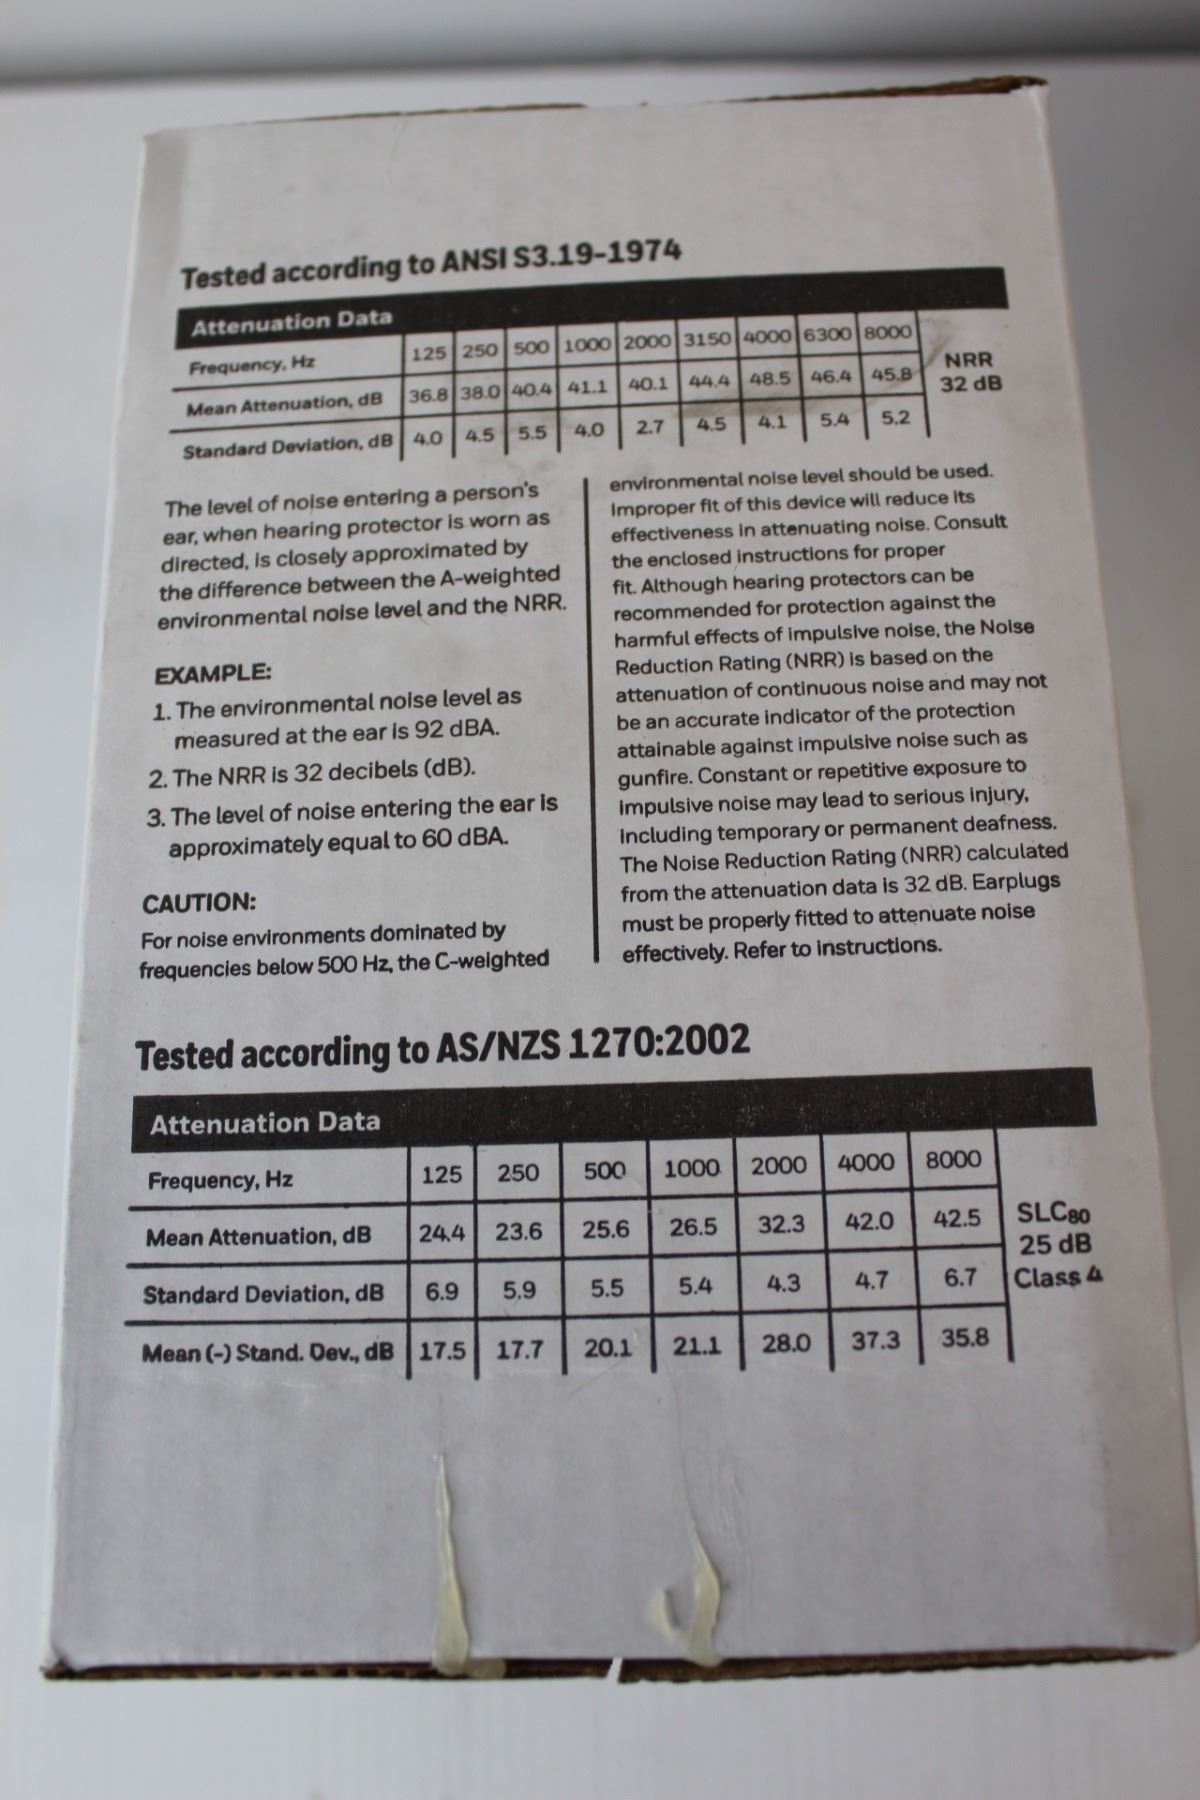 Tested according to ANSI S3.19-1974
Attenuation Data
Frequency, Hz 125 250 500 1000 2000 3150 4000 6300 8000
Mean Attenuation, dB 36.8 38.0 40.4 41.1 40.1 44.4 48.5 46.4 45.8
Standard Deviation, dB 4.0 4.5 5.5 4.0 2.7 4.5 4.1 5.4 5.2
NRR
32 dB
The level of noise entering a person's
ear, when hearing protector is worn as
directed, is closely approximated by
the difference between the A-weighted
environmental noise level and the NRR.
EXAMPLE:
1. The environmental noise level as
measured at the ear is 92 dBA.
2. The NRR is 32 decibels (dB).
3. The level of noise entering the ear is
approximately equal to 60 dBA.
CAUTION:
For noise environments dominated by
frequencies below 500 Hz, the C-weighted
environmental noise level should be used.
Improper fit of this device will reduce its
effectiveness in attenuating noise. Consult
the enclosed instructions for proper
fit. Although hearing protectors can be
recommended for protection against the
harmful effects of impulsive noise, the Noise
Reduction Rating (NRR) is based on the
attenuation of continuous noise and may not
be an accurate indicator of the protection
attainable against impulsive noise such as
gunfire. Constant or repetitive exposure to
impulsive noise may lead to serious injury,
including temporary or permanent deafness.
The Noise Reduction Rating (NRR) calculated
from the attenuation data is 32 dB. Earplugs
must be properly fitted to attenuate noise
effectively. Refer to instructions.
Tested according to AS/NZS 1270:2002
Attenuation Data
Frequency, Hz 125 250 500 1000 2000 4000 8000
Mean Attenuation, dB 24.4 23.6 25.6 26.5 32.3 42.0 42.5
Standard Deviation, dB 6.9 5.9 5.5 5.4 4.3 4.7 6.7
Mean (-) Stand. Dev., dB 17.5 17.7 20.1 21.1 28.0 37.3 35.8
SLC80
25 dB
Class 4